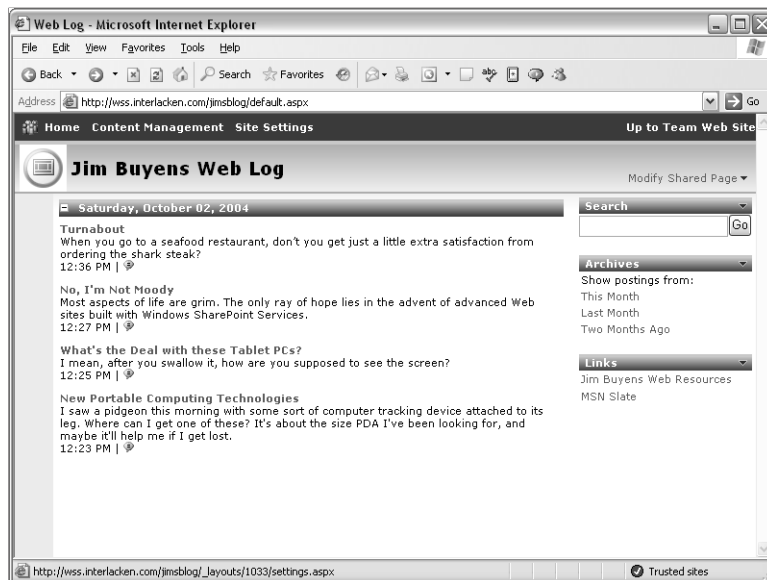 Web Log - Microsoft Internet Explorer
File Edit View Favorites Tools Help
Back Search Favorites
Address http://wss.interlacken.com/jimsblog/default.aspx Go
Home Content Management Site Settings Up to Team Web Site
Jim Buyens Web Log
Modify Shared Page
Saturday, October 02, 2004
Turnabout
When you go to a seafood restaurant, don't you get just a little extra satisfaction from
ordering the shark steak?
12:36 PM |
No, I'm Not Moody
Most aspects of life are grim. The only ray of hope lies in the advent of advanced Web
sites built with Windows SharePoint Services.
12:27 PM |
What's the Deal with these Tablet PCs?
I mean, after you swallow it, how are you supposed to see the screen?
12:25 PM |
New Portable Computing Technologies
I saw a pidgeon this morning with some sort of computer tracking device attached to its
leg. Where can I get one of these? It's about the size PDA I've been looking for, and
maybe it'll help me if I get lost.
12:23 PM |
Search
Go
Archives
Show postings from:
This Month
Last Month
Two Months Ago
Links
Jim Buyens Web Resources
MSN Slate
http://wss.interlacken.com/jimsblog/_layouts/1033/settings.aspx Trusted sites